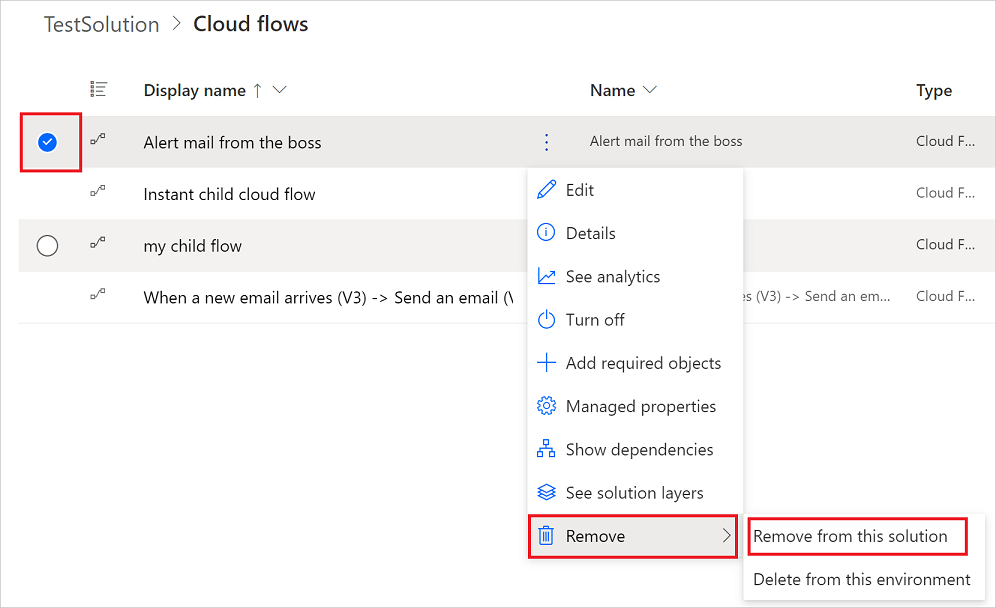 TestSolution > Cloud flows
Display name ↑ Name Type
Alert mail from the boss Alert mail from the boss Cloud F...
Instant child cloud flow Cloud F...
my child flow Cloud F...
When a new email arrives (V3) -> Send an email (V (V3) -> Send an em... Cloud F...
Edit
Details
See analytics
Turn off
Add required objects
Managed properties
Show dependencies
See solution layers
Remove
Remove from this solution
Delete from this environment